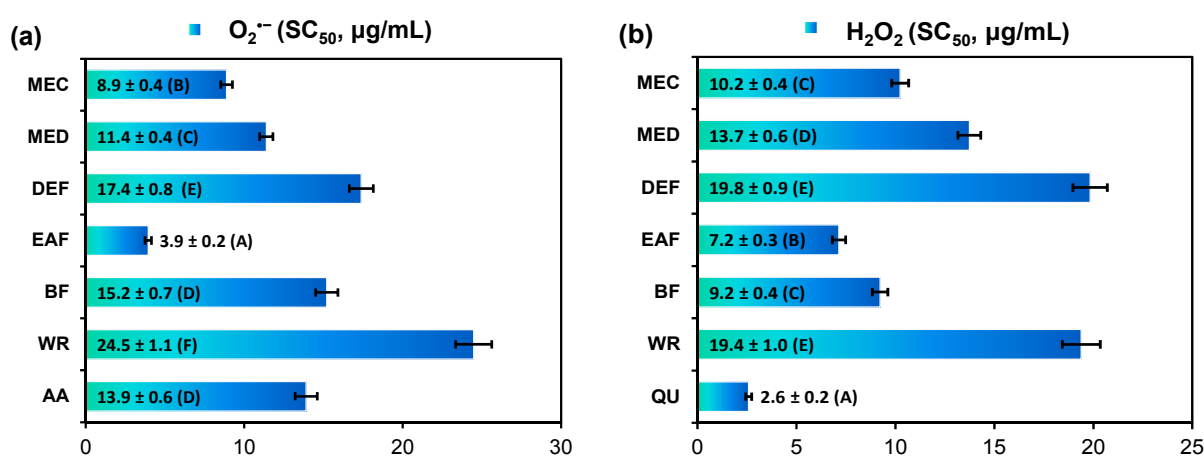 (a)
O₂•− (SC₅₀, µg/mL)
MEC 8.9 ± 0.4 (B)
MED 11.4 ± 0.4 (C)
DEF 17.4 ± 0.8 (E)
EAF 3.9 ± 0.2 (A)
BF 15.2 ± 0.7 (D)
WR 24.5 ± 1.1 (F)
AA 13.9 ± 0.6 (D)
0 10 20 30
(b)
H₂O₂ (SC₅₀, µg/mL)
MEC 10.2 ± 0.4 (C)
MED 13.7 ± 0.6 (D)
DEF 19.8 ± 0.9 (E)
EAF 7.2 ± 0.3 (B)
BF 9.2 ± 0.4 (C)
WR 19.4 ± 1.0 (E)
QU 2.6 ± 0.2 (A)
0 5 10 15 20 25